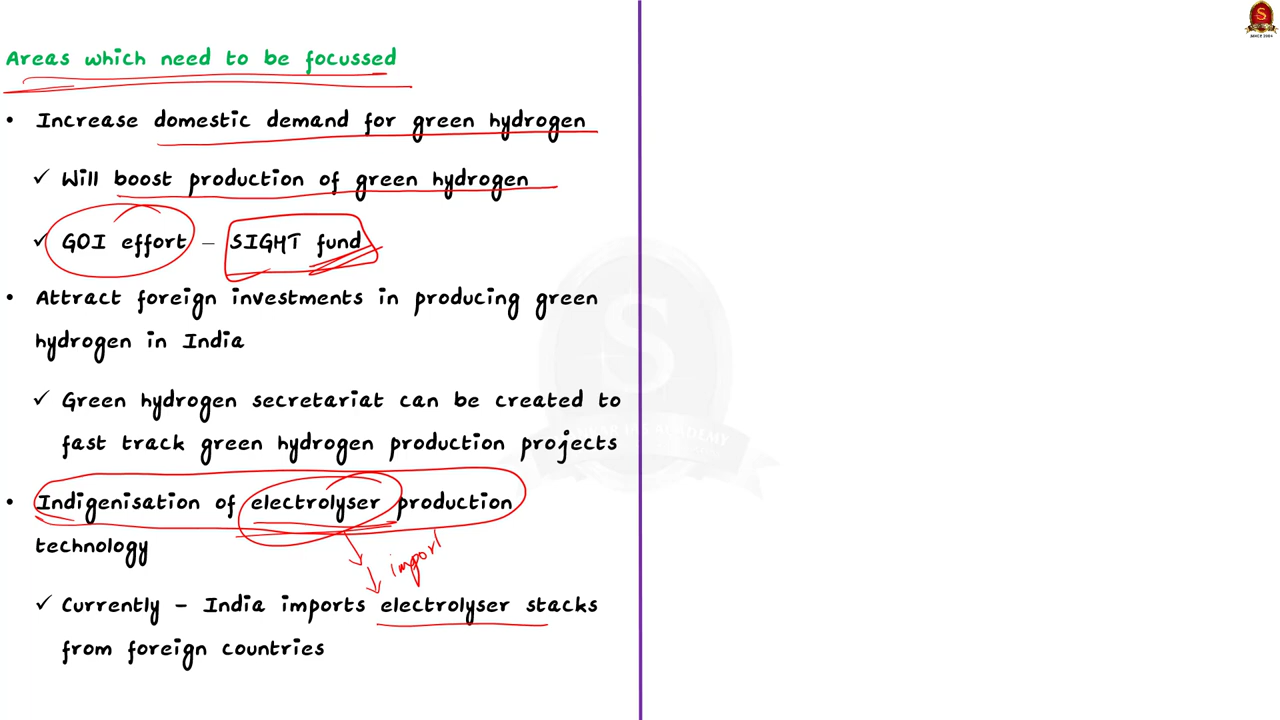 Areas which need to be focussed
• Increase domestic demand for green hydrogen
✓ Will boost production of green hydrogen
✓ GOI effort – SIGHT fund
• Attract foreign investments in producing green
hydrogen in India
✓ Green hydrogen secretariat can be created to
fast track green hydrogen production projects
• Indigenisation of electrolyser production
technology
import
✓ Currently – India imports electrolyser stacks
from foreign countries
S
SINCE 2004